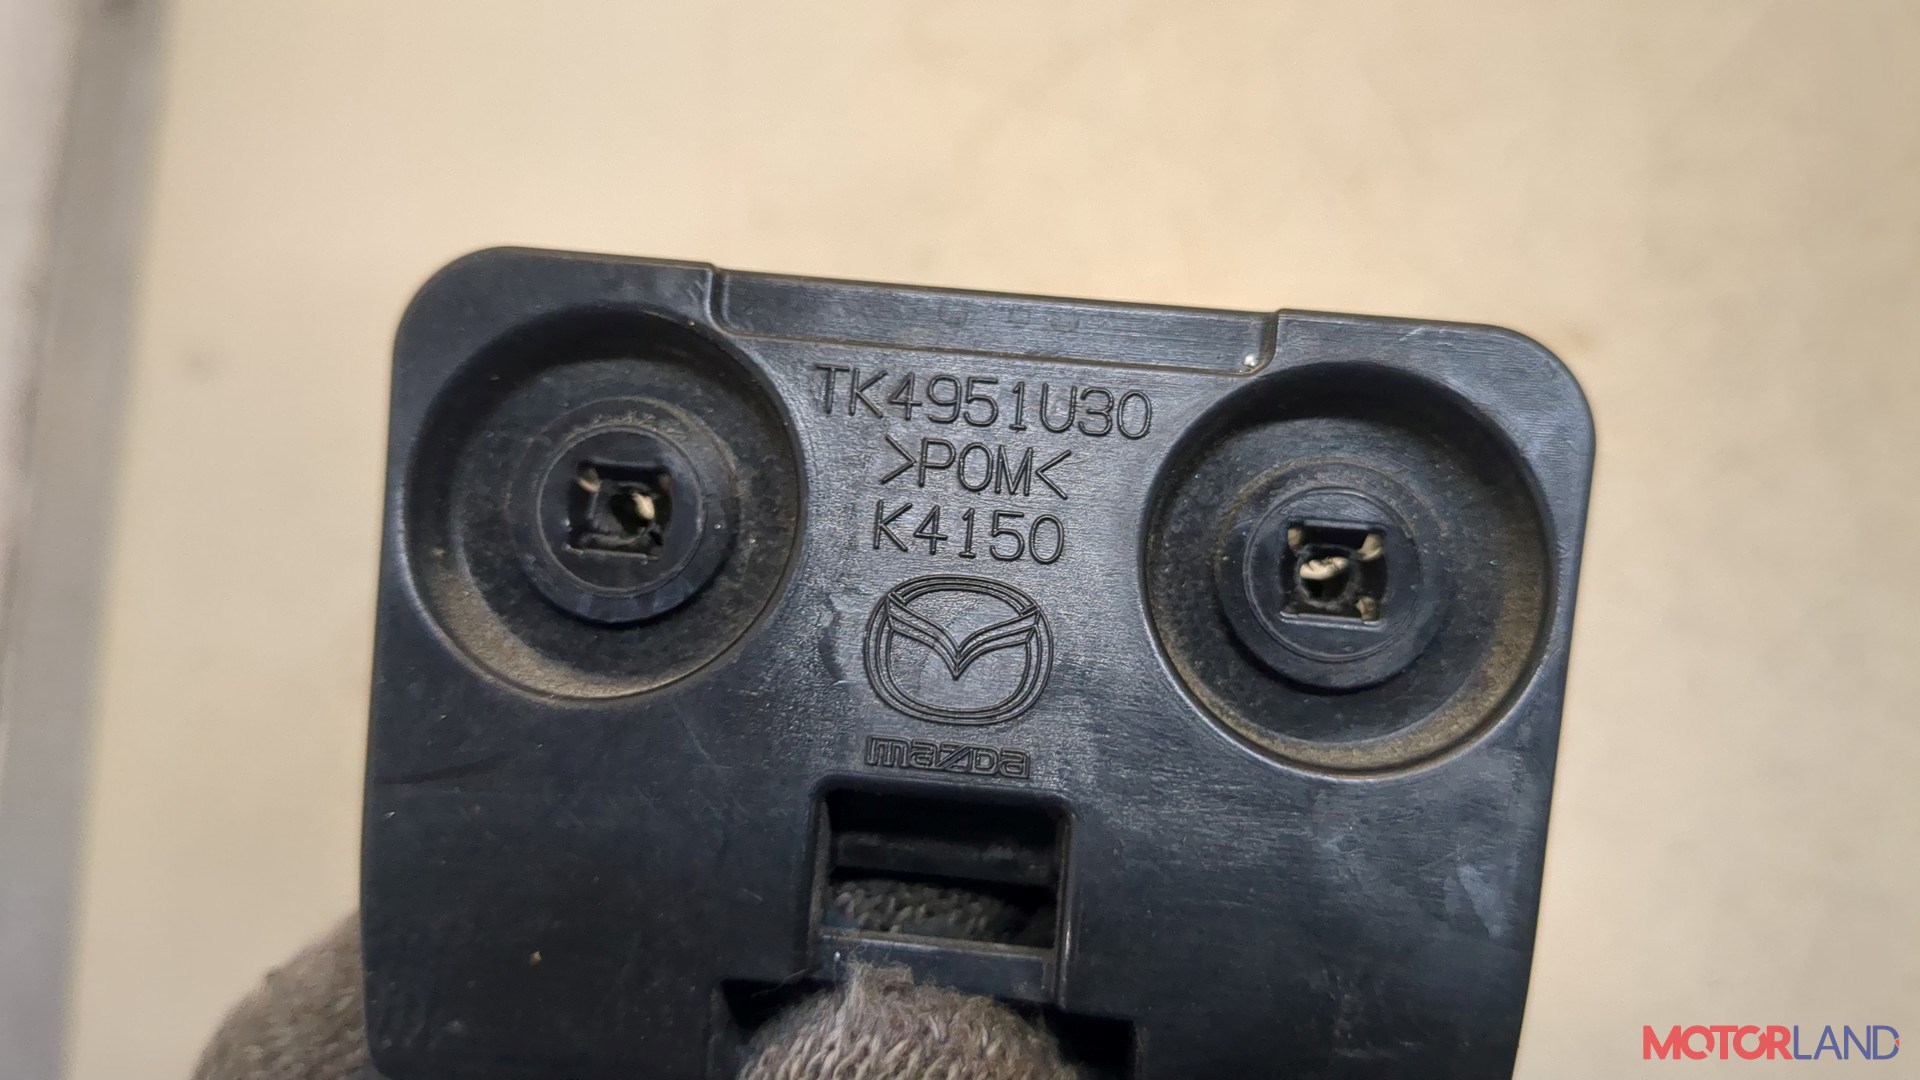 TK4951U30
>POM<
K4150
mazda
MOTORLAND